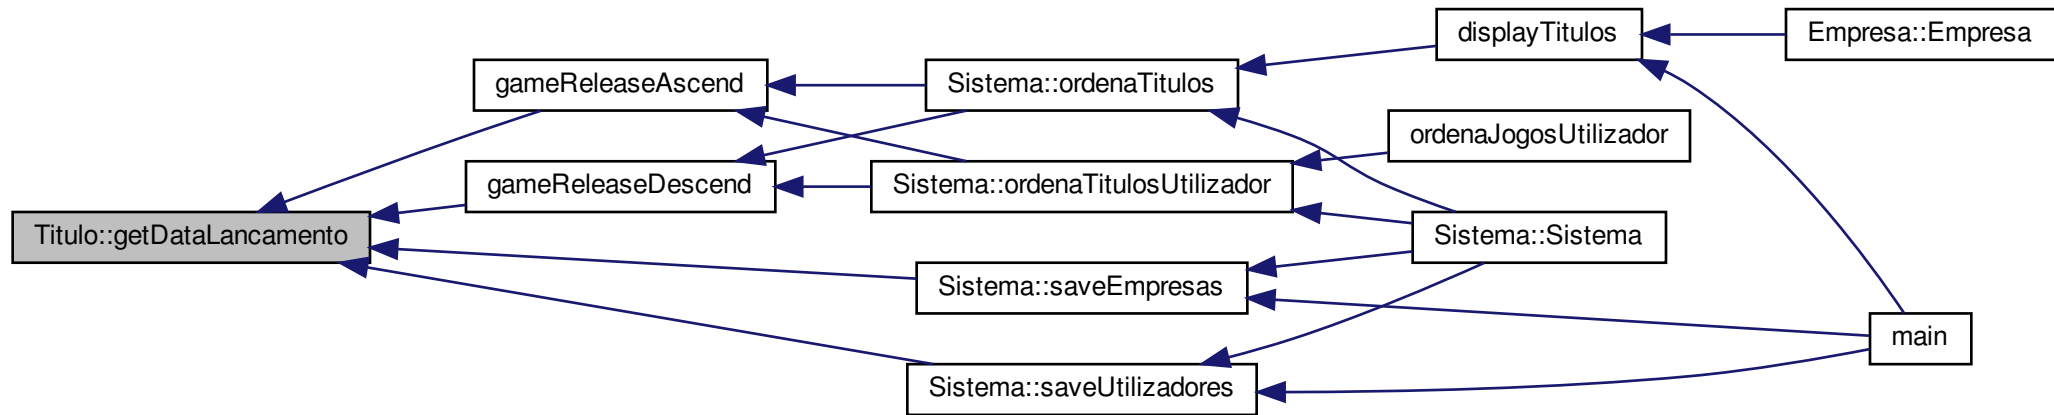 displayTitulos
Empresa::Empresa
gameReleaseAscend
Sistema::ordenaTitulos
ordenaJogosUtilizador
gameReleaseDescend
Sistema::ordenaTitulosUtilizador
Titulo::getDataLancamento
Sistema::Sistema
Sistema::saveEmpresas
main
Sistema::saveUtilizadores